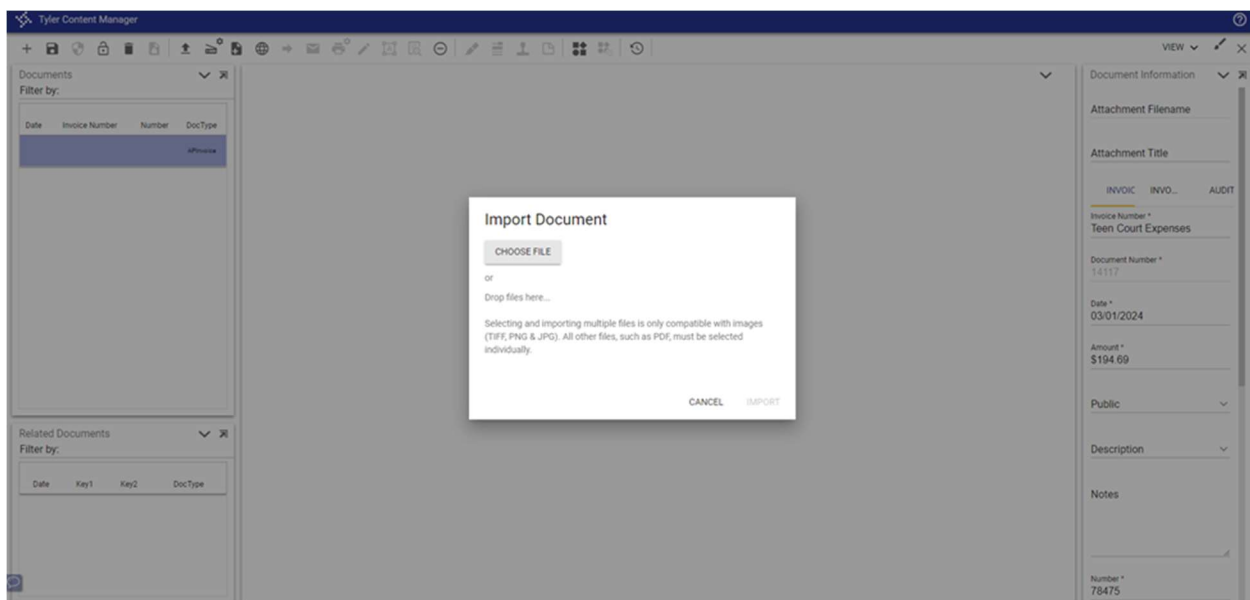 Tyler Content Manager
VIEW
Documents
Filter by:
Date Invoice Number Number DocType
APInvoice
Related Documents
Filter by:
Date Key1 Key2 DocType
Import Document
CHOOSE FILE
or
Drop files here...
Selecting and importing multiple files is only compatible with images
(TIFF, PNG & JPG). All other files, such as PDF, must be selected
individually.
CANCEL IMPORT
Document Information
Attachment Filename
Attachment Title
INVOIC INVO... AUDIT
Invoice Number *
Teen Court Expenses
Document Number *
14117
Date *
03/01/2024
Amount *
$194.69
Public
Description
Notes
Number *
78475